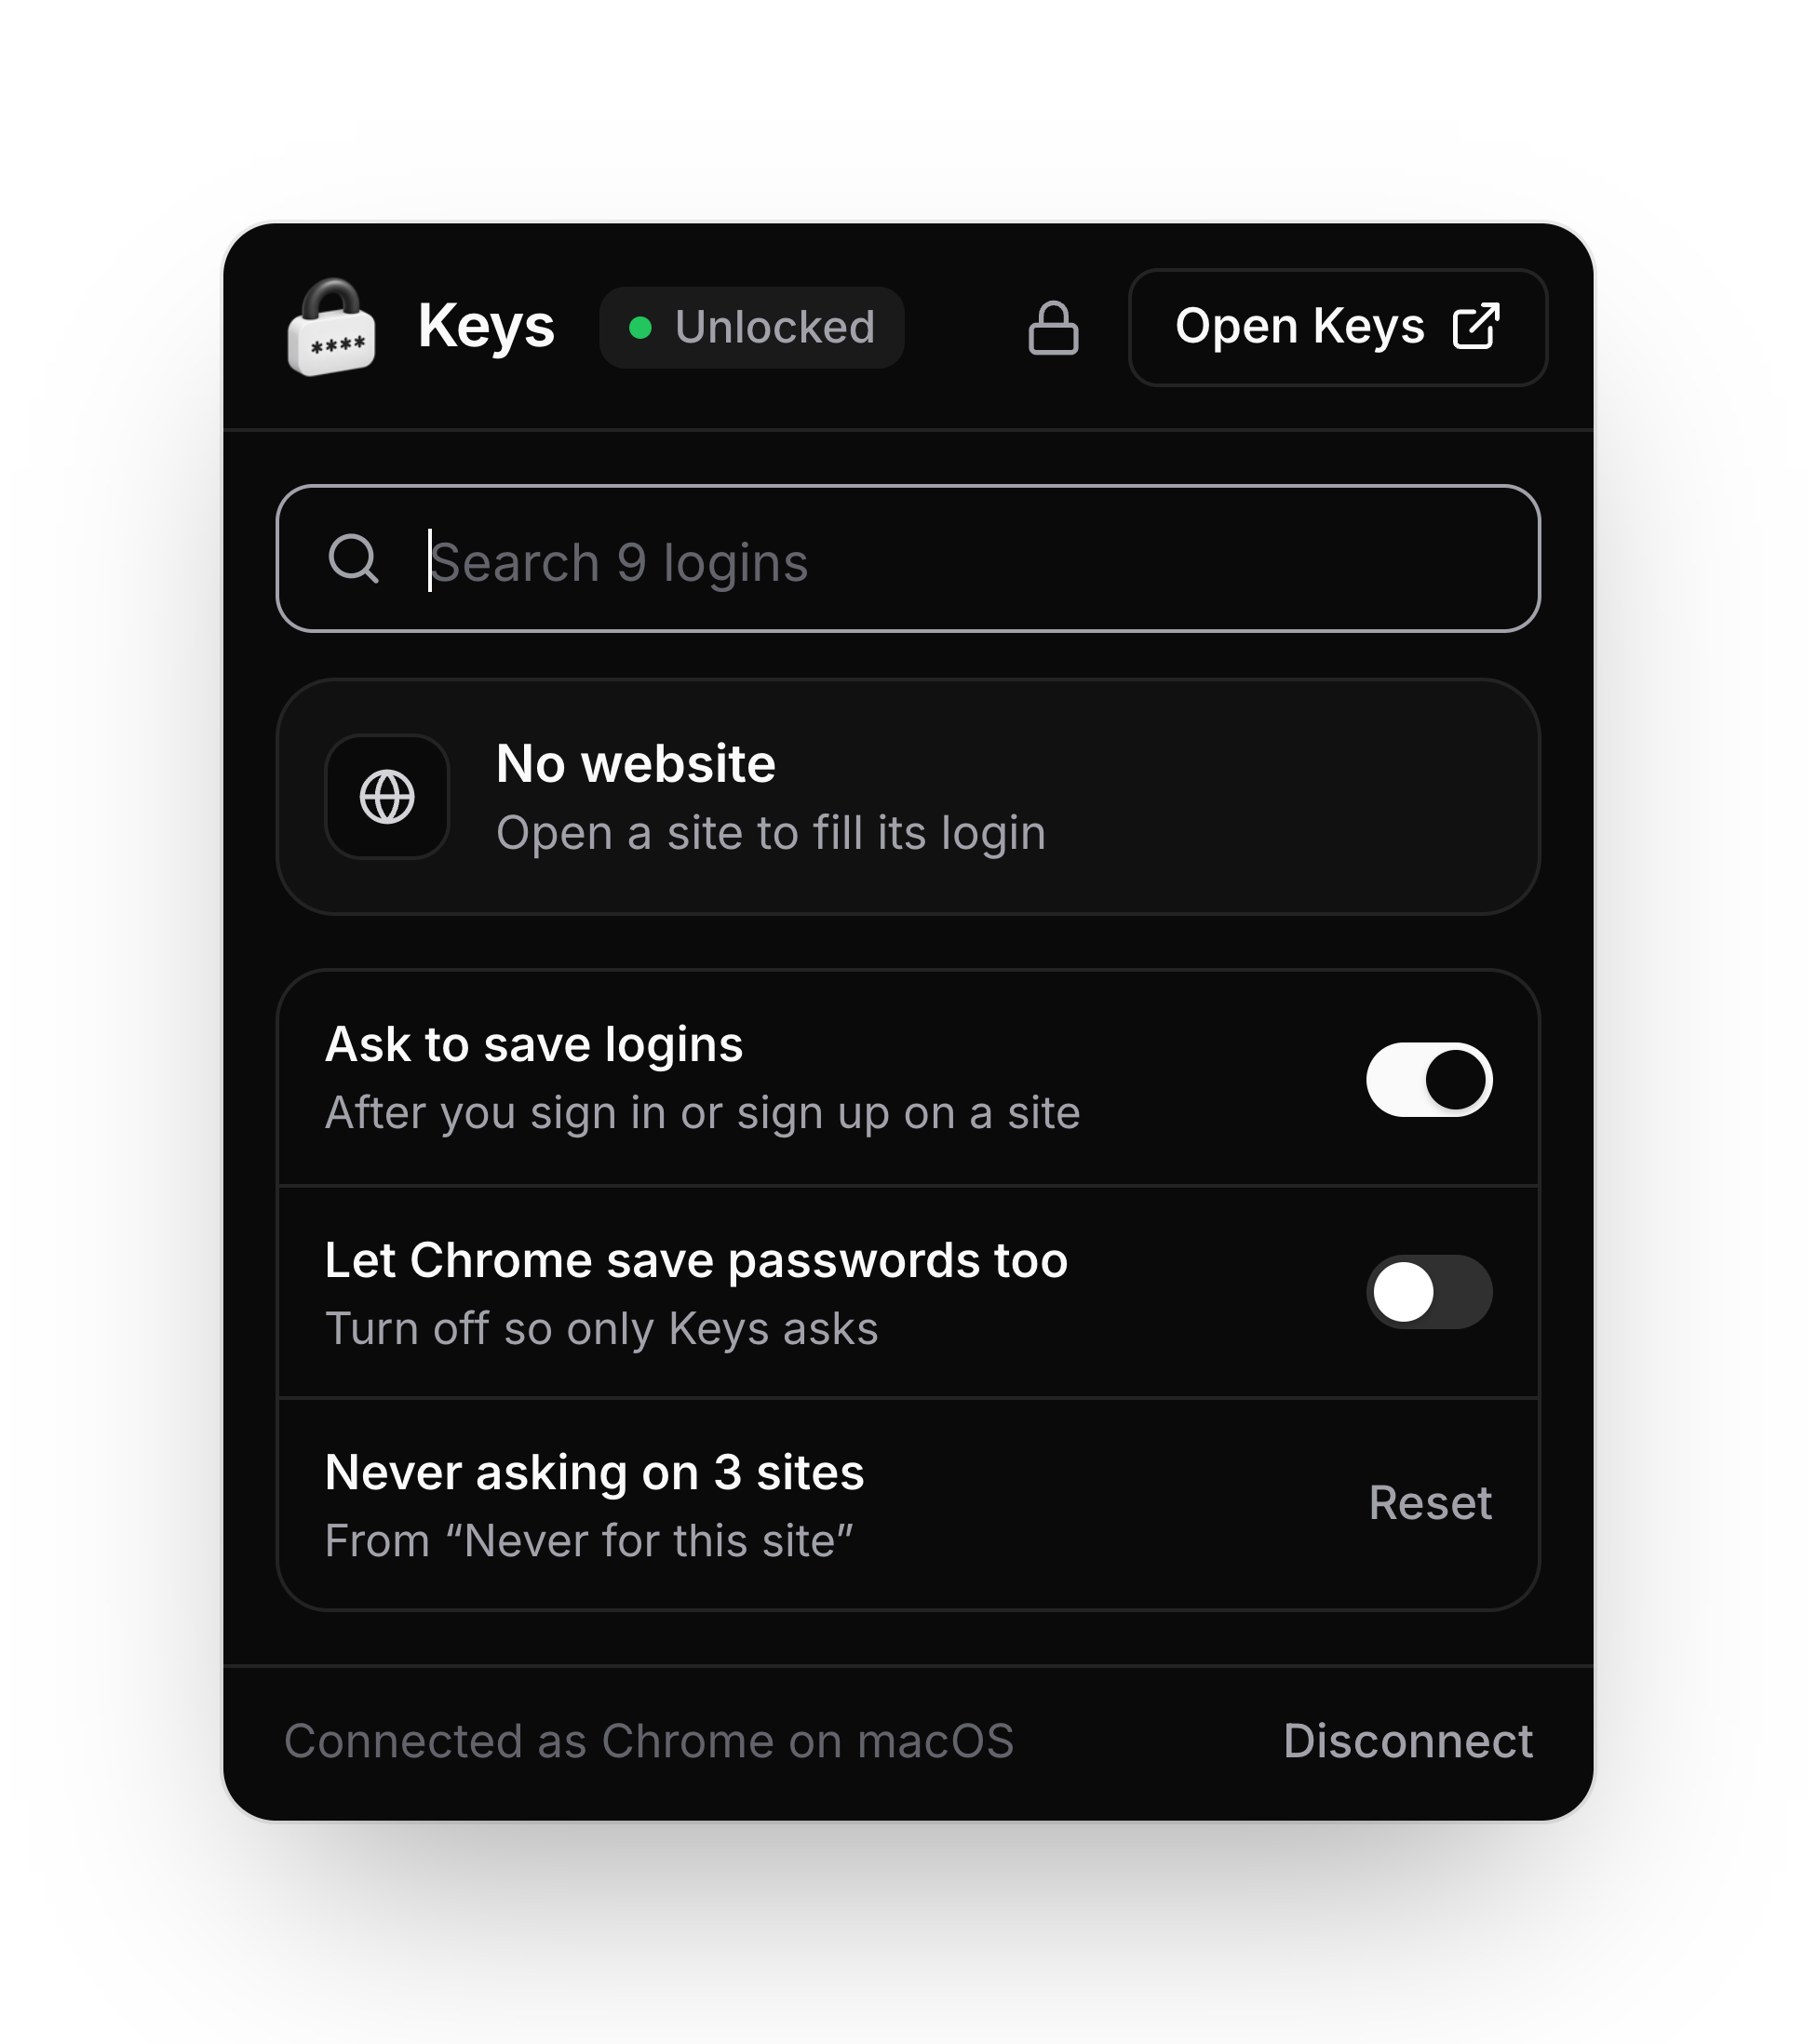 ****
Keys
Unlocked
Open Keys
Search 9 logins
No website
Open a site to fill its login
Ask to save logins
After you sign in or sign up on a site
Let Chrome save passwords too
Turn off so only Keys asks
Never asking on 3 sites
From “Never for this site”
Reset
Connected as Chrome on macOS
Disconnect